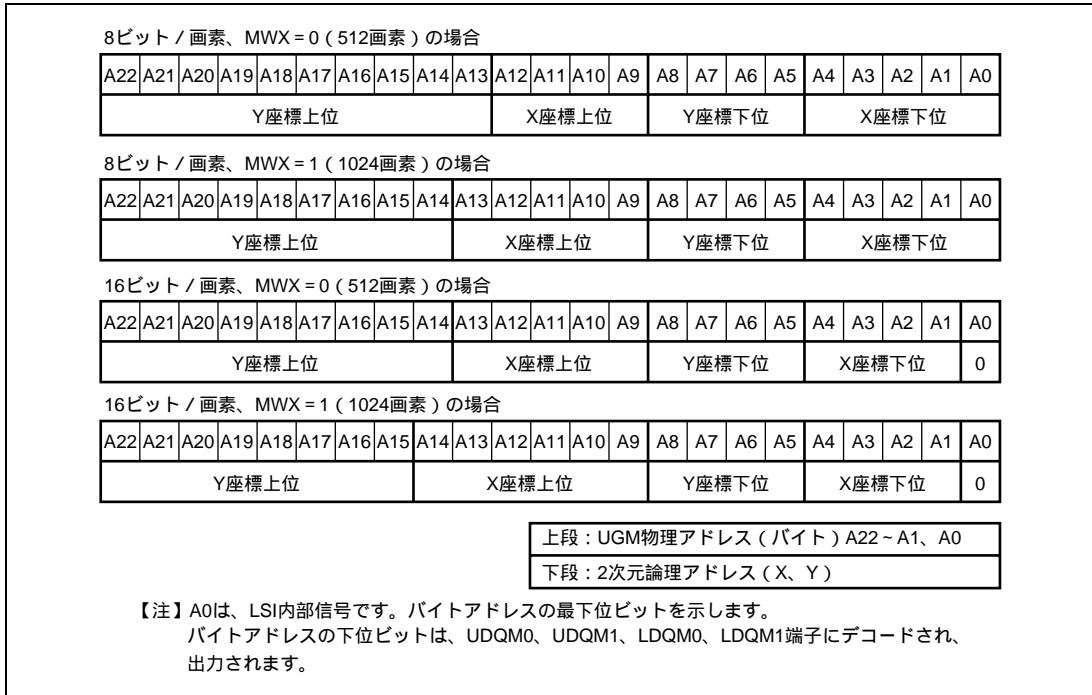 8ビット / 画素、MWX = 0 ( 512画素 ) の場合
A22 A21 A20 A19 A18 A17 A16 A15 A14 A13 A12 A11 A10 A9 A8 A7 A6 A5 A4 A3 A2 A1 A0
Y座標上位 X座標上位 Y座標下位 X座標下位
8ビット / 画素、MWX = 1 ( 1024画素 ) の場合
A22 A21 A20 A19 A18 A17 A16 A15 A14 A13 A12 A11 A10 A9 A8 A7 A6 A5 A4 A3 A2 A1 A0
Y座標上位 X座標上位 Y座標下位 X座標下位
16ビット / 画素、MWX = 0 ( 512画素 ) の場合
A22 A21 A20 A19 A18 A17 A16 A15 A14 A13 A12 A11 A10 A9 A8 A7 A6 A5 A4 A3 A2 A1 A0
Y座標上位 X座標上位 Y座標下位 X座標下位 0
16ビット / 画素、MWX = 1 ( 1024画素 ) の場合
A22 A21 A20 A19 A18 A17 A16 A15 A14 A13 A12 A11 A10 A9 A8 A7 A6 A5 A4 A3 A2 A1 A0
Y座標上位 X座標上位 Y座標下位 X座標下位 0
上段：UGM物理アドレス ( バイト ) A22 ~ A1、A0
下段：2次元論理アドレス ( X、Y )
【注】A0は、LSI内部信号です。バイトアドレスの最下位ビットを示します。
バイトアドレスの下位ビットは、UDQM0、UDQM1、LDQM0、LDQM1端子にデコードされ、
出力されます。